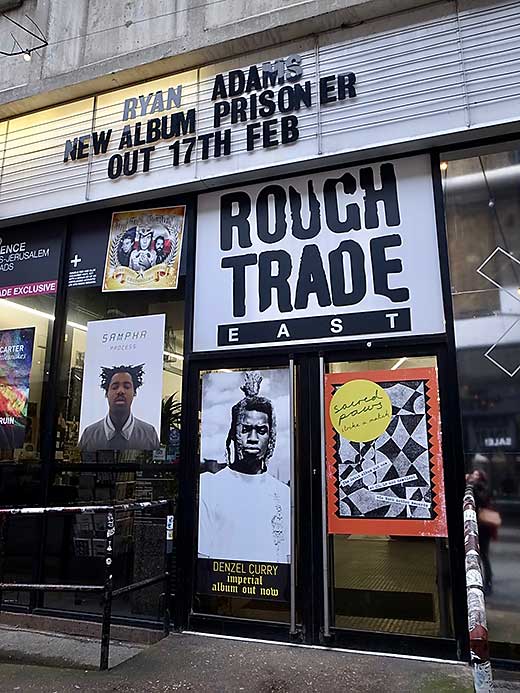 RYAN ADAMS
NEW ALBUM PRISONER
OUT 17TH FEB
ROUGH
TRADE
EAST
ENCE
S-JERUSALEM
ADS
+
ADE EXCLUSIVE
CARTER
RUIN
SAMPHA
PROCESS
DENZEL CURRY
imperial
album out now
sacred
paws
strike a match